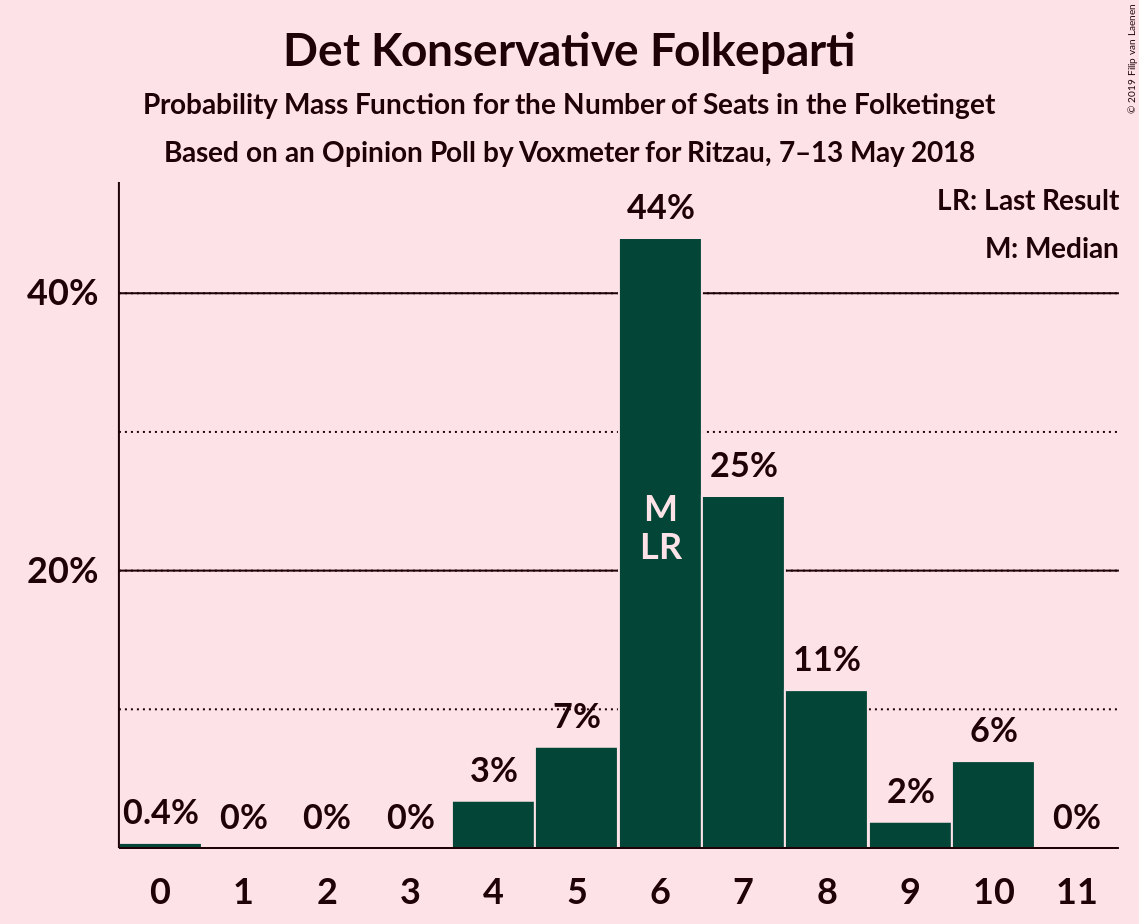 Det Konservative Folkeparti
Probability Mass Function for the Number of Seats in the Folketinget
Based on an Opinion Poll by Voxmeter for Ritzau, 7–13 May 2018
© 2019 Filip van Laenen
LR: Last Result
M: Median
44%
40%
25%
M
LR
20%
11%
7%
6%
3%
2%
0.4% 0% 0% 0% 0%
0 1 2 3 4 5 6 7 8 9 10 11